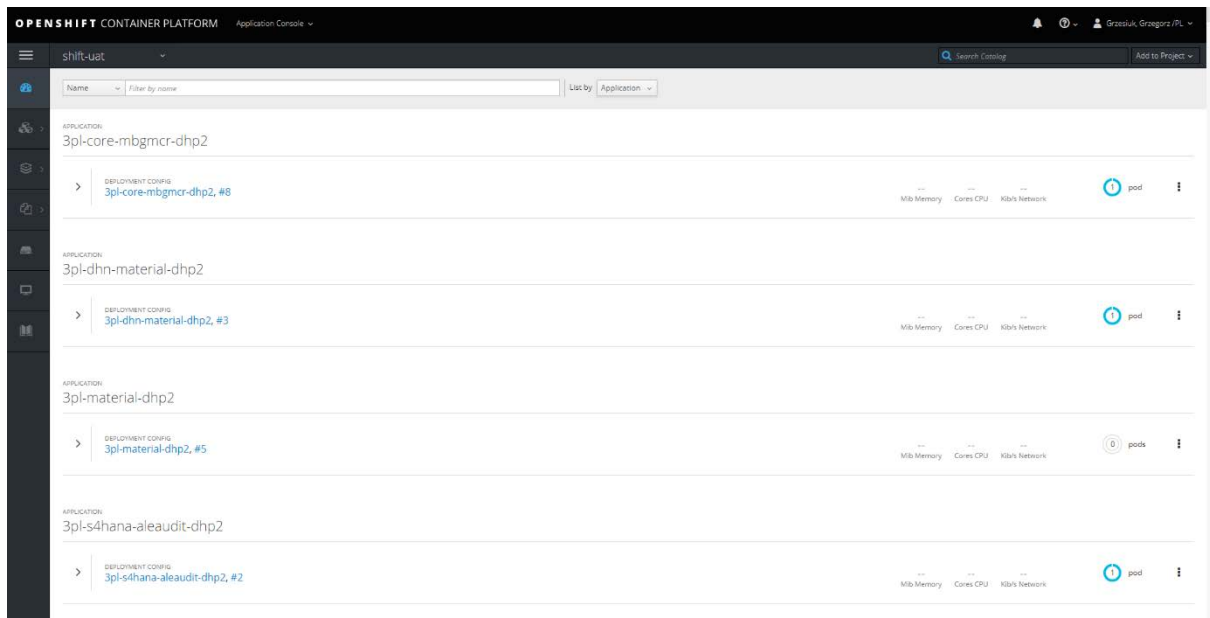 OPENSHIFT CONTAINER PLATFORM Application Console Grzesiuk, Grzegorz /PL
shift-uat Search Catalog Add to Project
Name Filter by name List by Application
APPLICATION
3pl-core-mbgmcr-dhp2
DEPLOYMENT CONFIG
3pl-core-mbgmcr-dhp2, #8
-- -- --
Mib Memory Cores CPU Kib/s Network
1 pod
APPLICATION
3pl-dhn-material-dhp2
DEPLOYMENT CONFIG
3pl-dhn-material-dhp2, #3
-- -- --
Mib Memory Cores CPU Kib/s Network
1 pod
APPLICATION
3pl-material-dhp2
DEPLOYMENT CONFIG
3pl-material-dhp2, #5
-- -- --
Mib Memory Cores CPU Kib/s Network
0 pods
APPLICATION
3pl-s4hana-aleaudit-dhp2
DEPLOYMENT CONFIG
3pl-s4hana-aleaudit-dhp2, #2
-- -- --
Mib Memory Cores CPU Kib/s Network
1 pod